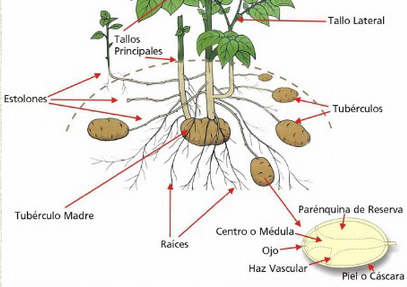 Tallo Lateral
Tallos
Principales
Estolones
Tubérculos
Tubérculo Madre
Raíces
Parénquina de Reserva
Centro o Médula
Ojo
Haz Vascular
Piel o Cáscara